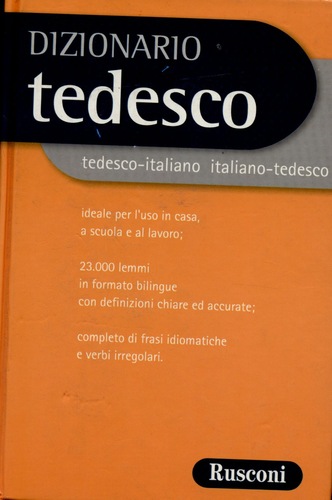 DIZIONARIO
tedesco
tedesco-italiano italiano-tedesco
ideale per l'uso in casa,
a scuola e al lavoro;
23.000 lemmi
in formato bilingue
con definizioni chiare ed accurate;
completo di frasi idiomatiche
e verbi irregolari.
Rusconi